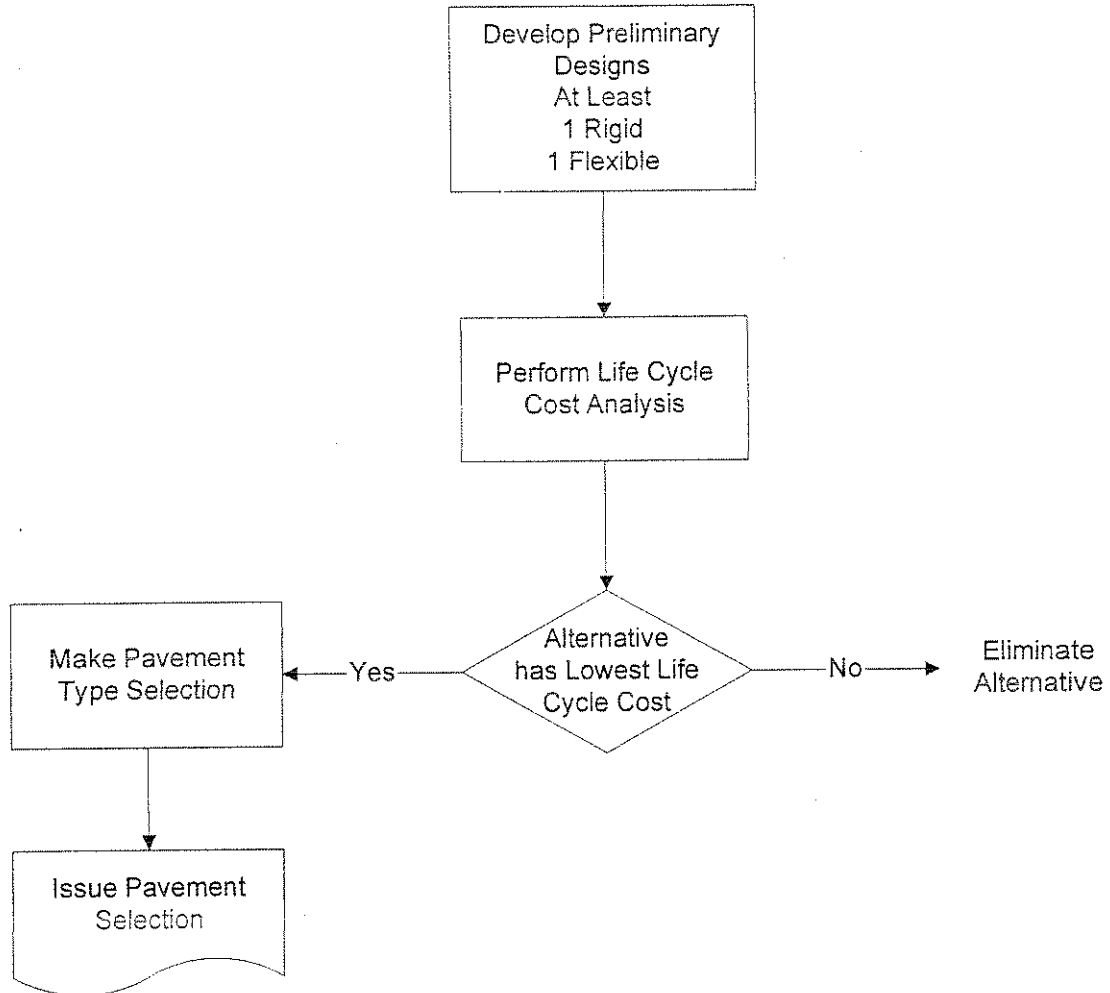 Develop Preliminary
Designs
At Least
1 Rigid
1 Flexible
Perform Life Cycle
Cost Analysis
Alternative
has Lowest Life
Cycle Cost
Yes
No
Make Pavement
Type Selection
Eliminate
Alternative
Issue Pavement
Selection